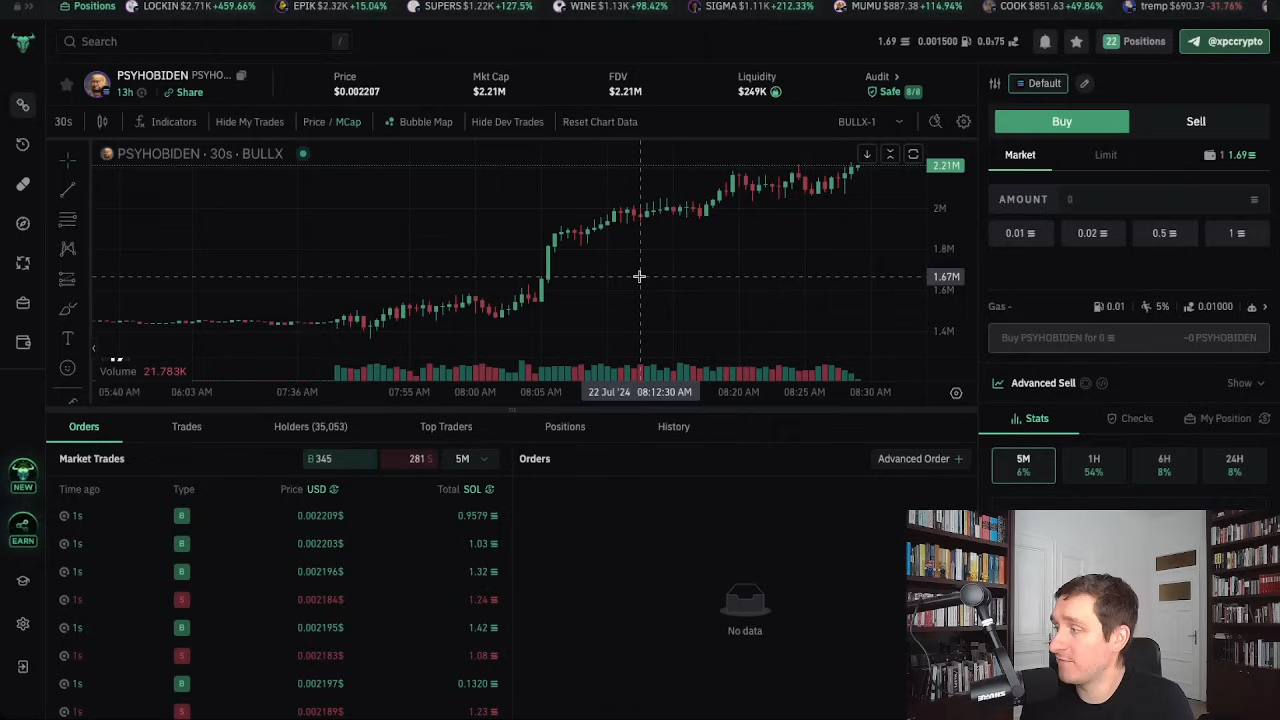 Positions LOCKIN $2.71K +459.66% EPIK $2.32K +15.04% SUPERS $1.22K +127.5% WINE $1.13K +98.42% SIGMA $1.11K +212.33% MUMU $887.38 +114.94% COOK $851.63 +49.84% tremp $690.37 -31.76%
Search / 1.69 0.001500 0.0₃75 22 Positions @xpccrypto
PSYHOBIDEN PSYHO... Price Mkt Cap FDV Liquidity Audit
13h Share $0.002207 $2.21M $2.21M $249K Safe 8/8
Default
Buy Sell
30s Indicators Hide My Trades Price / MCap Bubble Map Hide Dev Trades Reset Chart Data BULLX-1
PSYHOBIDEN · 30s · BULLX
Market Limit 1 1.69
2.21M
2M
1.8M
1.67M
1.6M
1.4M
AMOUNT 0
0.01 0.02 0.5 1
Gas - 0.01 5% 0.01000
Buy PSYHOBIDEN for 0 ~0 PSYHOBIDEN
Volume 21.783K
05:40 AM 06:03 AM 07:36 AM 07:55 AM 08:00 AM 08:05 AM 22 Jul '24 08:12:30 AM 08:20 AM 08:25 AM 08:30 AM
Advanced Sell Show
Orders Trades Holders (35,053) Top Traders Positions History
Stats Checks My Position
Market Trades B 345 281 S 5M Orders Advanced Order +
5M 1H 6H 24H
6% 54% 8% 8%
Time ago Type Price USD Total SOL
1s B 0.002209$ 0.9579
1s B 0.002203$ 1.03
1s B 0.002196$ 1.32
1s S 0.002184$ 1.24
1s B 0.002195$ 1.42
1s S 0.002183$ 1.08
1s B 0.002197$ 0.1320
1s S 0.002189$ 1.23
No data
NEW
EARN
SHURE